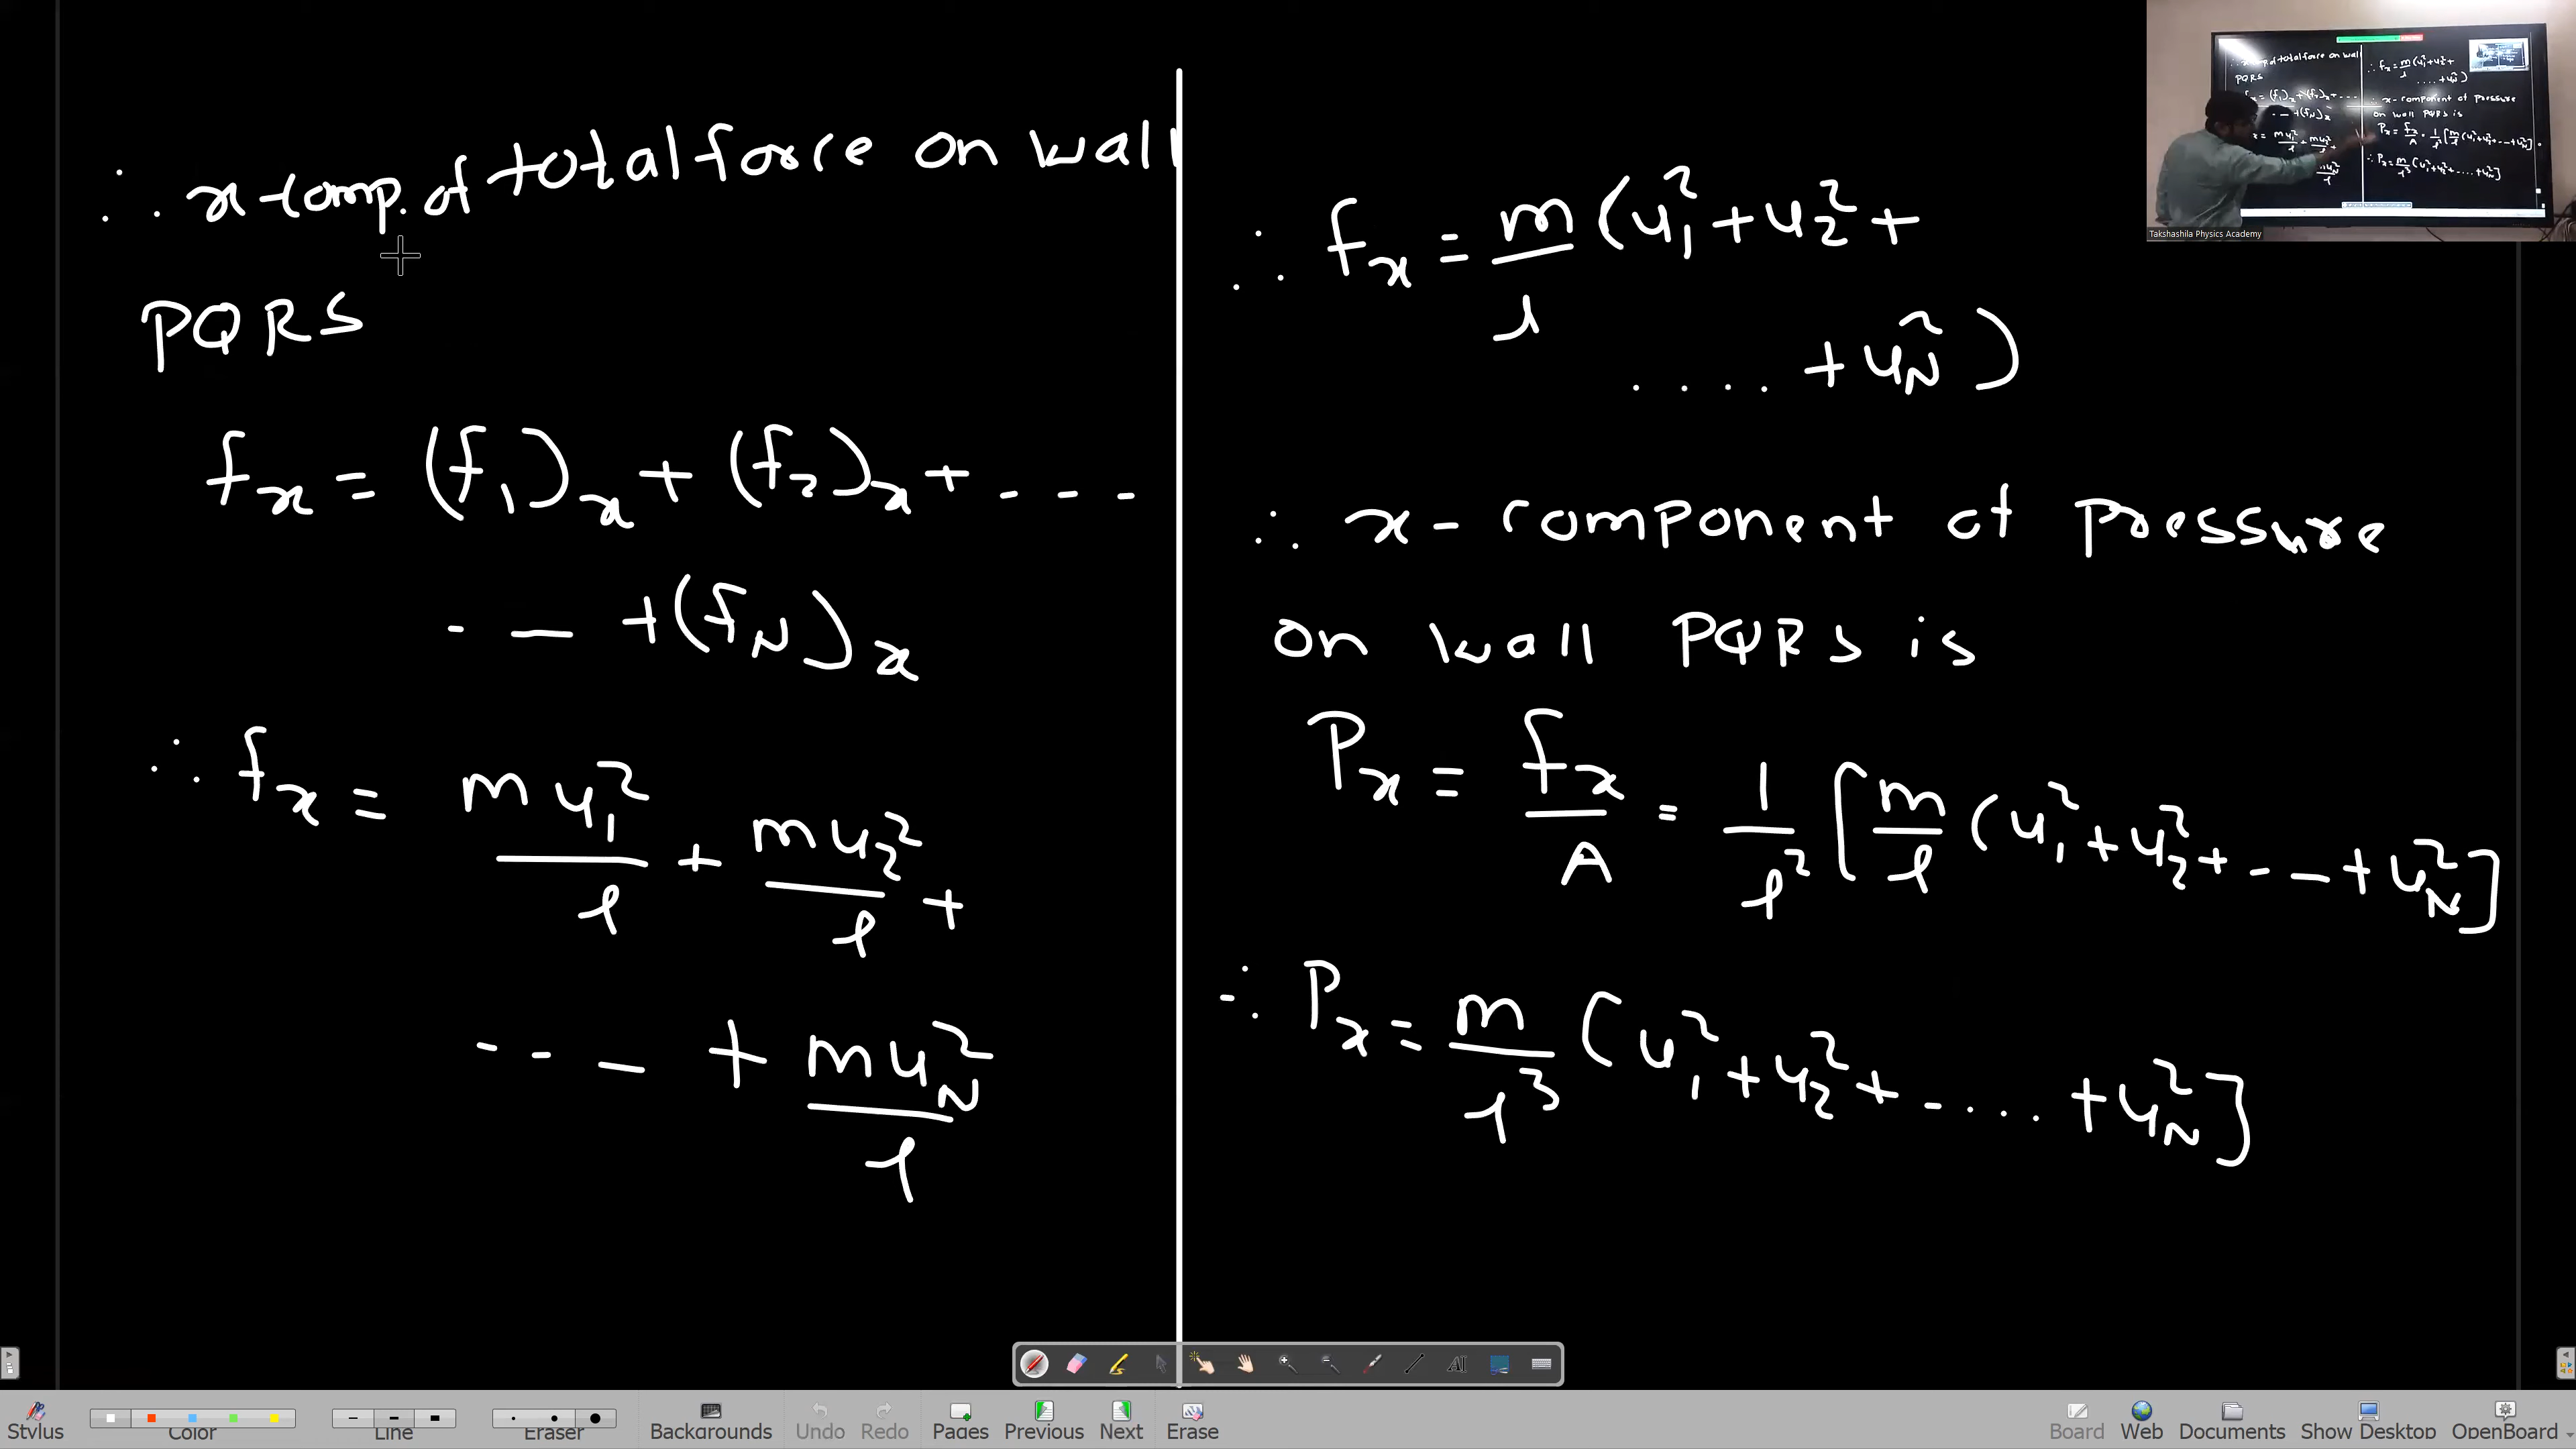 ∴ x-comp. of total force on wall
PQRS
fx = (f1)x + (f2)x + ---
-- + (fN)x
∴ fx = mu1²/l + mu2²/l +
--- + muN²/l
∴ fx = m/l (u1² + u2² +
.... + uN²)
∴ x-component of pressure
on wall PQRS is
Px = fx/A = 1/l² [m/l (u1² + u2² + -- + uN²]
∴ Px = m/l³ (u1² + u2² + ..... + uN²]
Takshashila Physics Academy
Stylus
Color
Line
Eraser
Backgrounds
Undo
Redo
Pages
Previous
Next
Erase
Board
Web
Documents
Show Desktop
OpenBoard